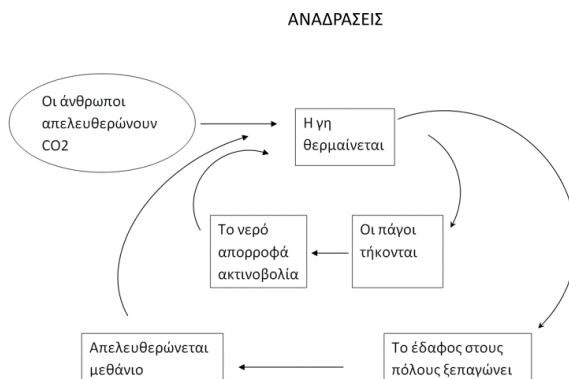 ΑΝΑΔΡΑΣΕΙΣ
Οι άνθρωποι
απελευθερώνουν
CO2
Η γη
θερμαίνεται
Το νερό
απορροφά
ακτινοβολία
Οι πάγοι
τήκονται
Απελευθερώνεται
μεθάνιο
Το έδαφος στους
πόλους ξεπαγώνει